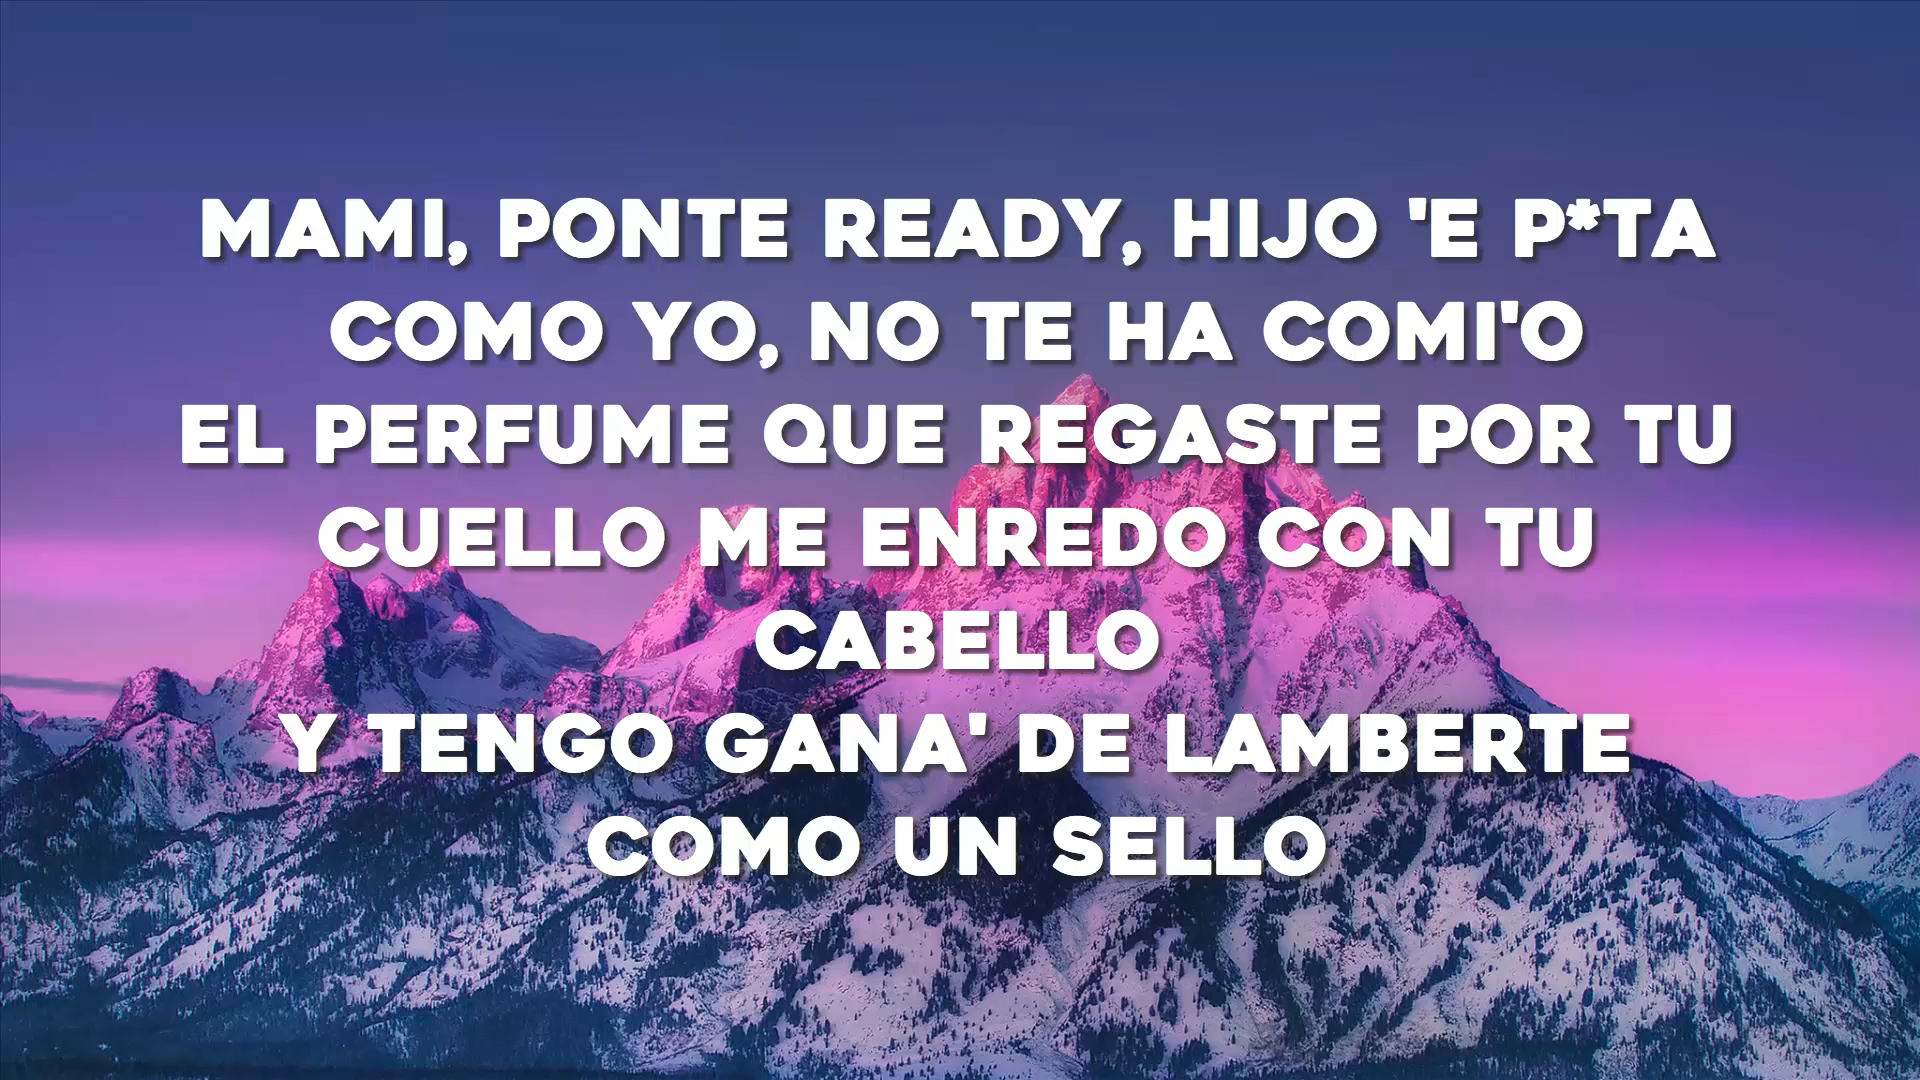 MAMI, PONTE READY, HIJO 'E P*TA
COMO YO, NO TE HA COMI'O
EL PERFUME QUE REGASTE POR TU
CUELLO ME ENREDO CON TU
CABELLO
Y TENGO GANA' DE LAMBERTE
COMO UN SELLO